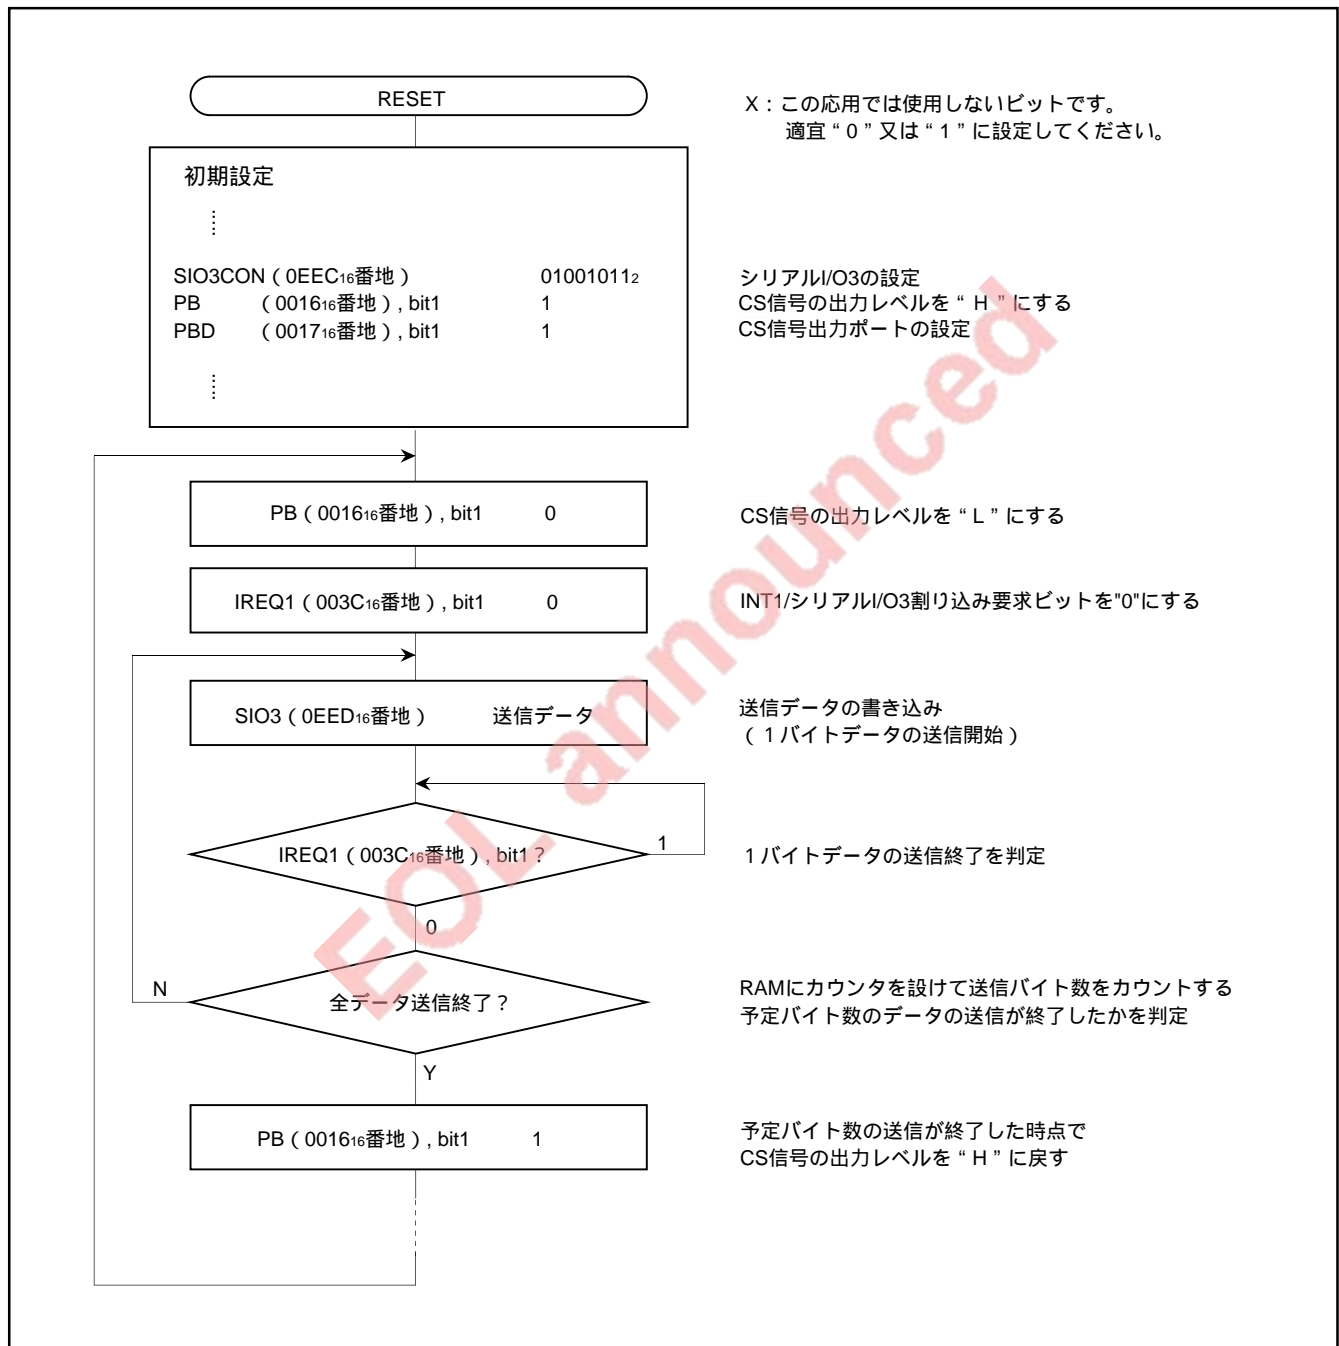 RESET
X：この応用では使用しないビットです。
適宜“0”又は“1”に設定してください。
初期設定
SIO3CON（0EEC16番地） 010010112 シリアルI/O3の設定
PB （001616番地）, bit1 1 CS信号の出力レベルを“H”にする
PBD （001716番地）, bit1 1 CS信号出力ポートの設定
PB（001616番地）, bit1 0 CS信号の出力レベルを“L”にする
IREQ1（003C16番地）, bit1 0 INT1/シリアルI/O3割り込み要求ビットを"0"にする
SIO3（0EED16番地） 送信データ 送信データの書き込み
（1バイトデータの送信開始）
IREQ1（003C16番地）, bit1？ 1 1バイトデータの送信終了を判定
0
N 全データ送信終了？ RAMにカウンタを設けて送信バイト数をカウントする
予定バイト数のデータの送信が終了したかを判定
Y
PB（001616番地）, bit1 1 予定バイト数の送信が終了した時点で
CS信号の出力レベルを“H”に戻す
EOL announced